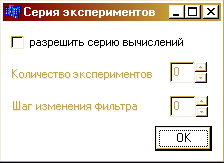 Серия экспериментов
разрешить серию вычислений
Количество экспериментов 0
Шаг изменения фильтра 0
OK